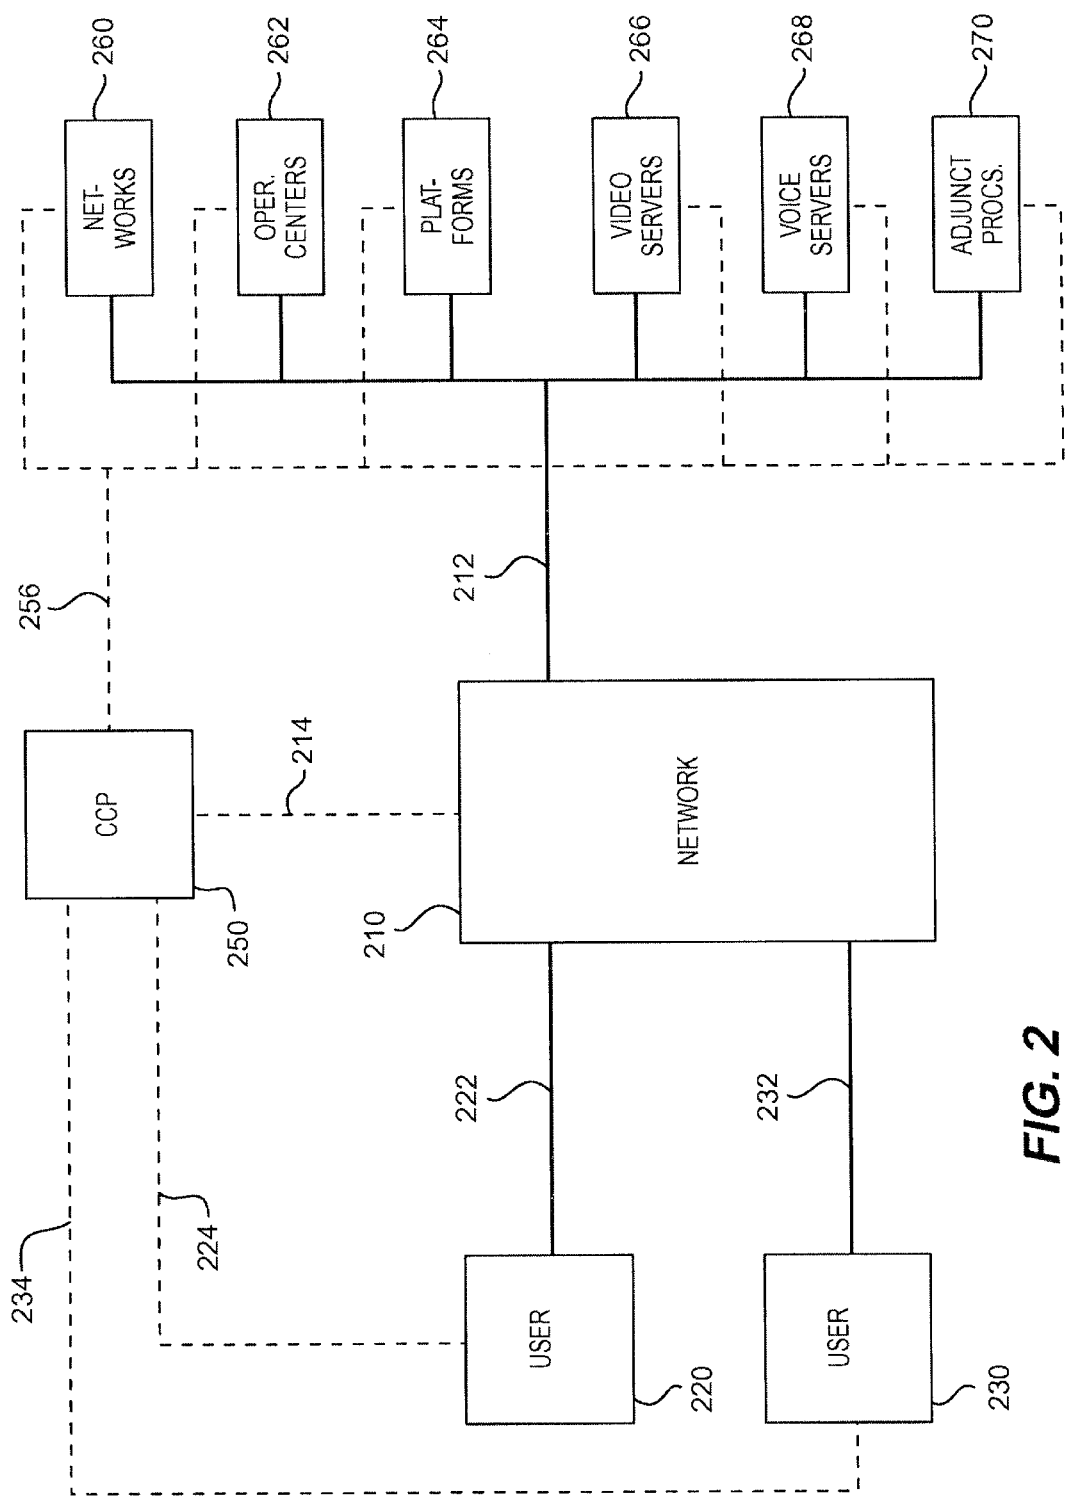 260
262
264
266
268
270
NET-
WORKS
OPER.
CENTERS
PLAT-
FORMS
VIDEO
SERVERS
VOICE
SERVERS
ADJUNCT
PROCS.
256
212
CCP
214
NETWORK
250
210
222
232
234
224
USER
USER
220
230
FIG. 2